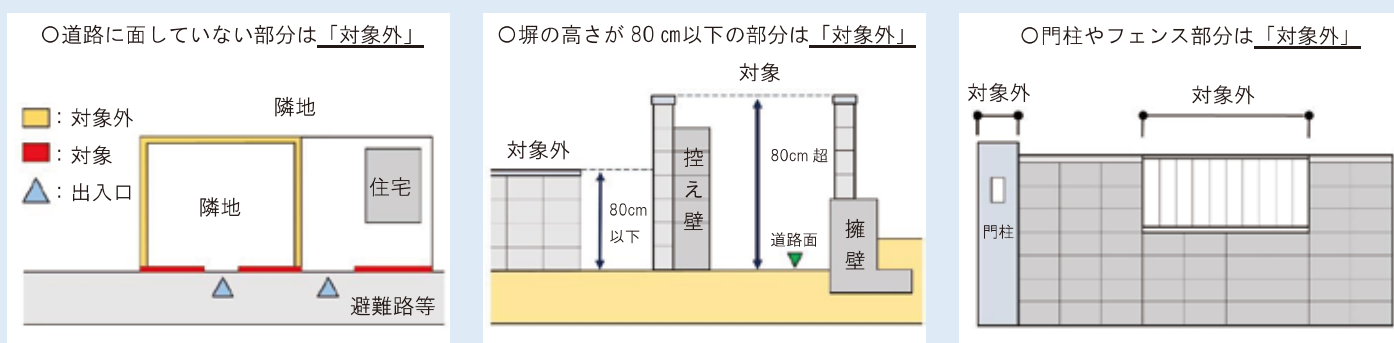 〇道路に面していない部分は「対象外」
：対象外
：対象
：出入口
隣地
住宅
隣地
避難路等
〇塀の高さが 80 ㎝以下の部分は「対象外」
対象
対象外
控え壁
80cm 超
80cm
以下
道路面
擁壁
〇門柱やフェンス部分は「対象外」
対象外
対象外
門柱